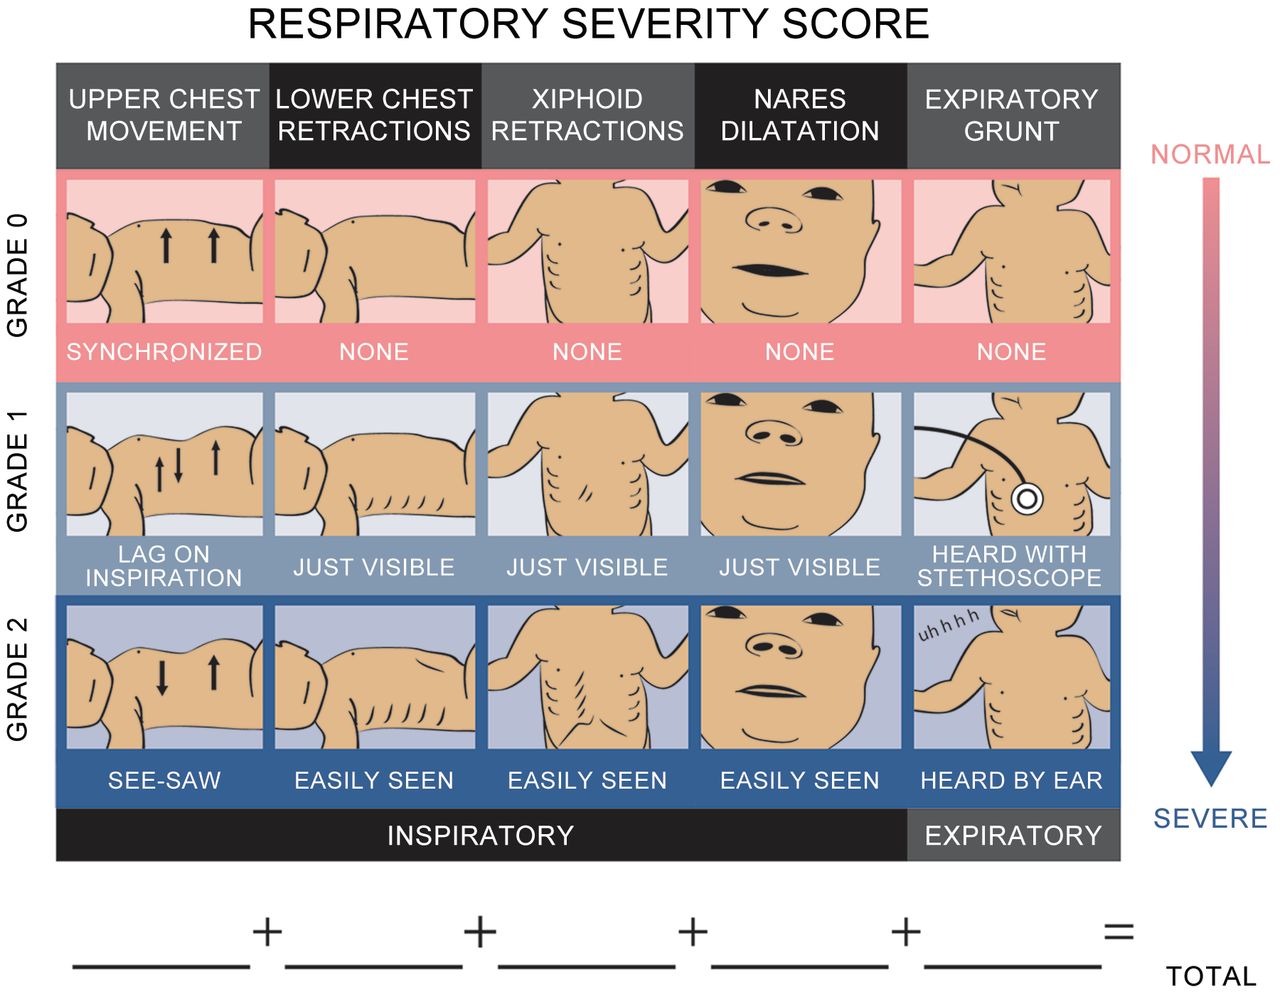 RESPIRATORY SEVERITY SCORE
UPPER CHEST
MOVEMENT
LOWER CHEST
RETRACTIONS
XIPHOID
RETRACTIONS
NARES
DILATATION
EXPIRATORY
GRUNT
NORMAL
GRADE 0
SYNCHRONIZED
NONE
NONE
NONE
NONE
GRADE 1
LAG ON
INSPIRATION
JUST VISIBLE
JUST VISIBLE
JUST VISIBLE
HEARD WITH
STETHOSCOPE
GRADE 2
uhhhh
SEE-SAW
EASILY SEEN
EASILY SEEN
EASILY SEEN
HEARD BY EAR
SEVERE
INSPIRATORY
EXPIRATORY
+ + + + =
TOTAL